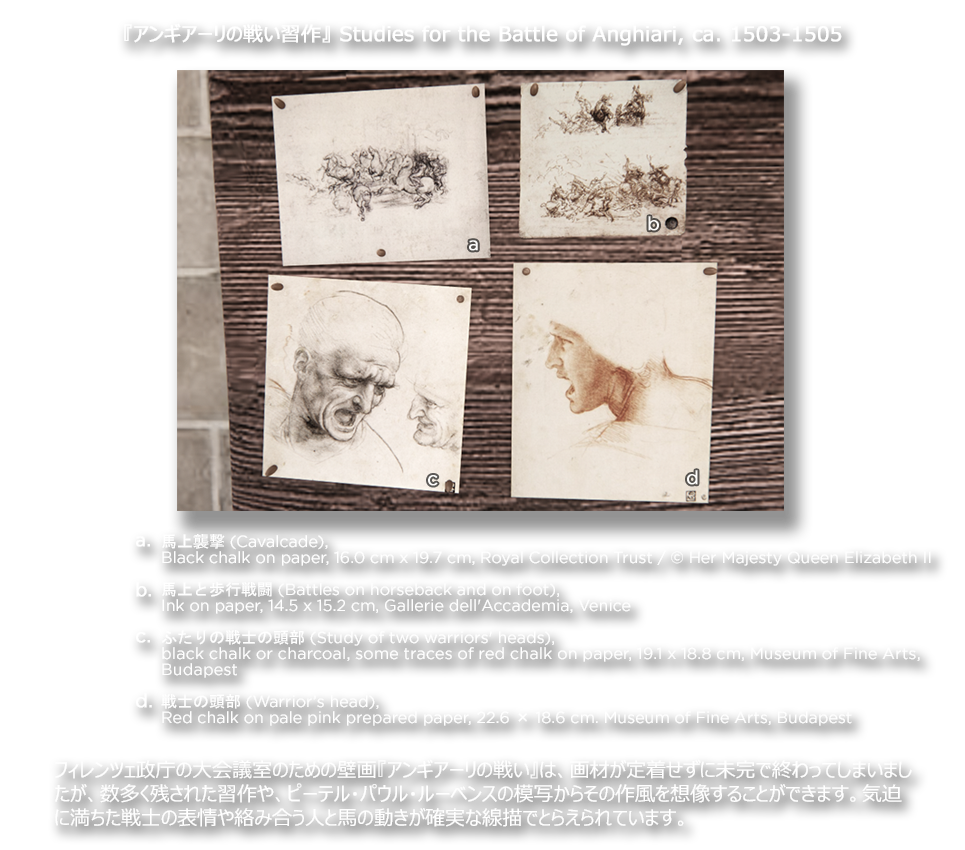 『アンギアーリの戦い習作』 Studies for the Battle of Anghiari, ca. 1503-1505
a
b
c
d
a. 馬上襲撃 (Cavalcade),
Black chalk on paper, 16.0 cm x 19.7 cm, Royal Collection Trust / © Her Majesty Queen Elizabeth II
b. 馬上と歩行戦闘 (Battles on horseback and on foot),
Ink on paper, 14.5 x 15.2 cm, Gallerie dell'Accademia, Venice
c. ふたりの戦士の頭部 (Study of two warriors' heads),
black chalk or charcoal, some traces of red chalk on paper, 19.1 x 18.8 cm, Museum of Fine Arts,
Budapest
d. 戦士の頭部 (Warrior's head),
Red chalk on pale pink prepared paper, 22.6 × 18.6 cm. Museum of Fine Arts, Budapest
フィレンツェ政庁の大会議室のための壁画『アンギアーリの戦い』は、画材が定着せずに未完で終わってしまいまし
たが、数多く残された習作や、ピーテル・パウル・ルーベンスの模写からその作風を想像することができます。気迫
に満ちた戦士の表情や絡み合う人と馬の動きが確実な線描でとらえられています。